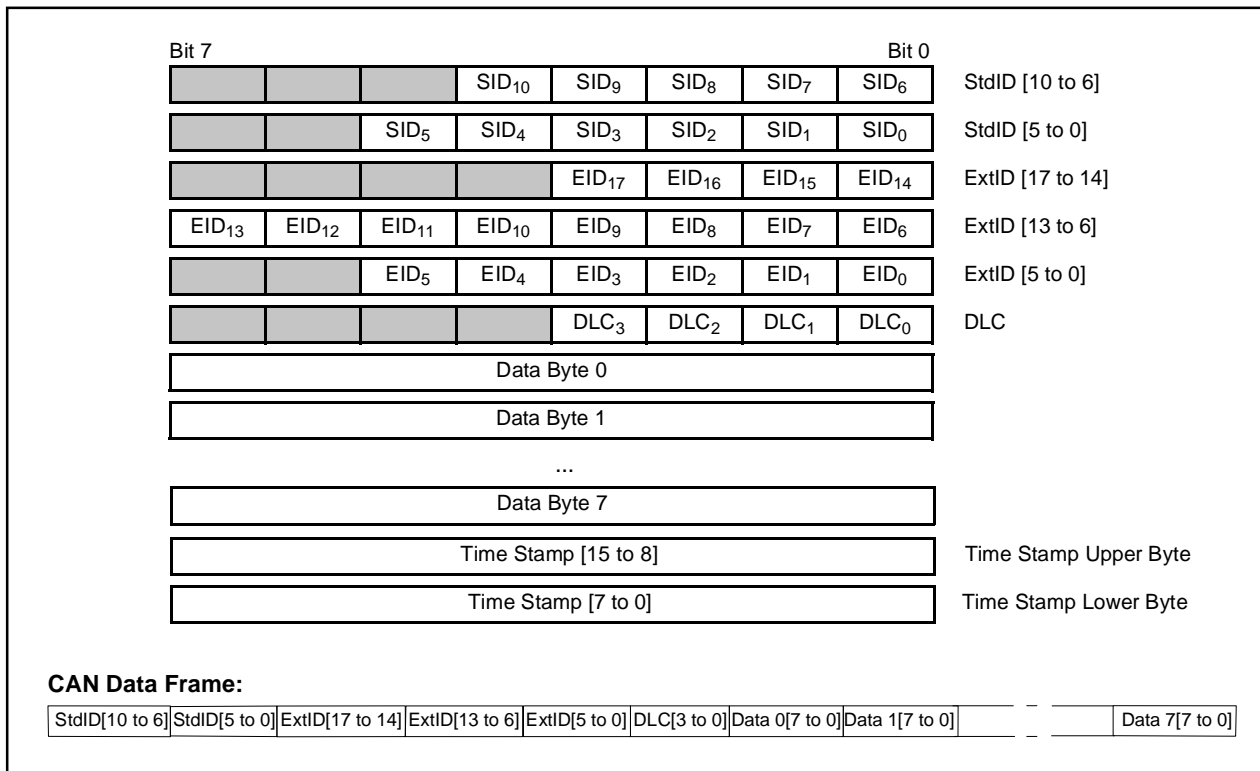 Bit 7 Bit 0
SID10 SID9 SID8 SID7 SID6 StdID [10 to 6]
SID5 SID4 SID3 SID2 SID1 SID0 StdID [5 to 0]
EID17 EID16 EID15 EID14 ExtID [17 to 14]
EID13 EID12 EID11 EID10 EID9 EID8 EID7 EID6 ExtID [13 to 6]
EID5 EID4 EID3 EID2 EID1 EID0 ExtID [5 to 0]
DLC3 DLC2 DLC1 DLC0 DLC
Data Byte 0
Data Byte 1
...
Data Byte 7
Time Stamp [15 to 8] Time Stamp Upper Byte
Time Stamp [7 to 0] Time Stamp Lower Byte
CAN Data Frame:
StdID[10 to 6] StdID[5 to 0] ExtID[17 to 14] ExtID[13 to 6] ExtID[5 to 0] DLC[3 to 0] Data 0[7 to 0] Data 1[7 to 0] Data 7[7 to 0]